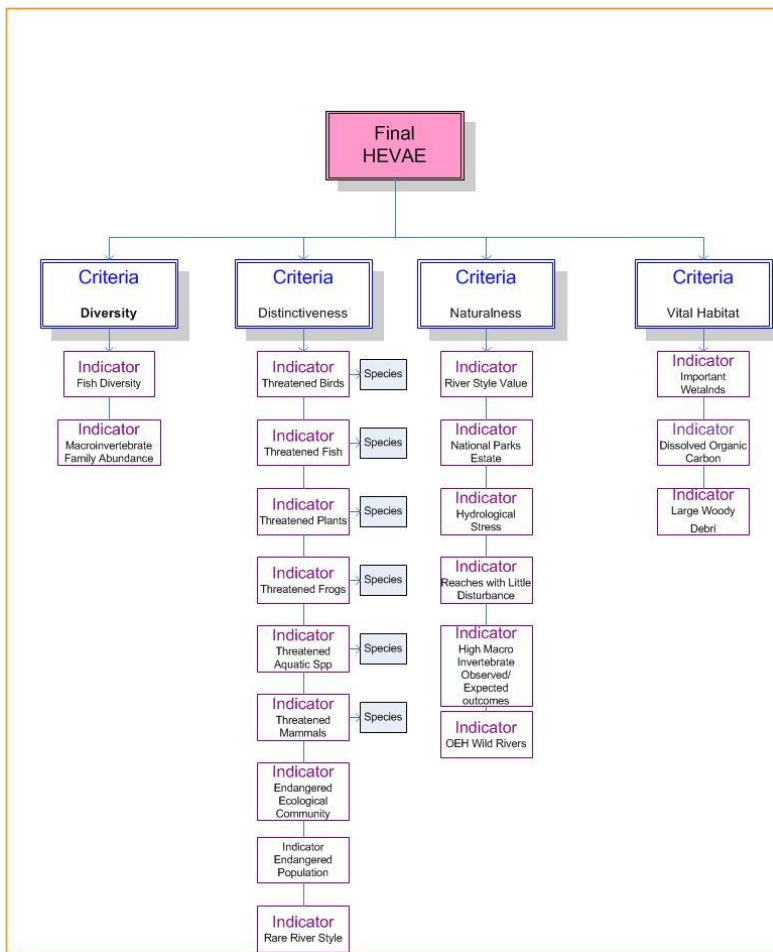 Final
HEVAE
Criteria
Diversity
Criteria
Distinctiveness
Criteria
Naturalness
Criteria
Vital Habitat
Indicator
Fish Diversity
Indicator
Macroinvertebrate
Family Abundance
Indicator
Threatened Birds
Species
Indicator
Threatened Fish
Species
Indicator
Threatened Plants
Species
Indicator
Threatened Frogs
Species
Indicator
Threatened
Aquatic Spp
Species
Indicator
Threatened
Mammals
Species
Indicator
Endangered
Ecological
Community
Indicator
Endangered
Population
Indicator
Rare River Style
Indicator
River Style Value
Indicator
National Parks
Estate
Indicator
Hydrological
Stress
Indicator
Reaches with Little
Disturbance
Indicator
High Macro
Invertebrate
Observed/
Expected
outcomes
Indicator
OEH Wild Rivers
Indicator
Important
Wetalnds
Indicator
Dissolved Organic
Carbon
Indicator
Large Woody
Debri